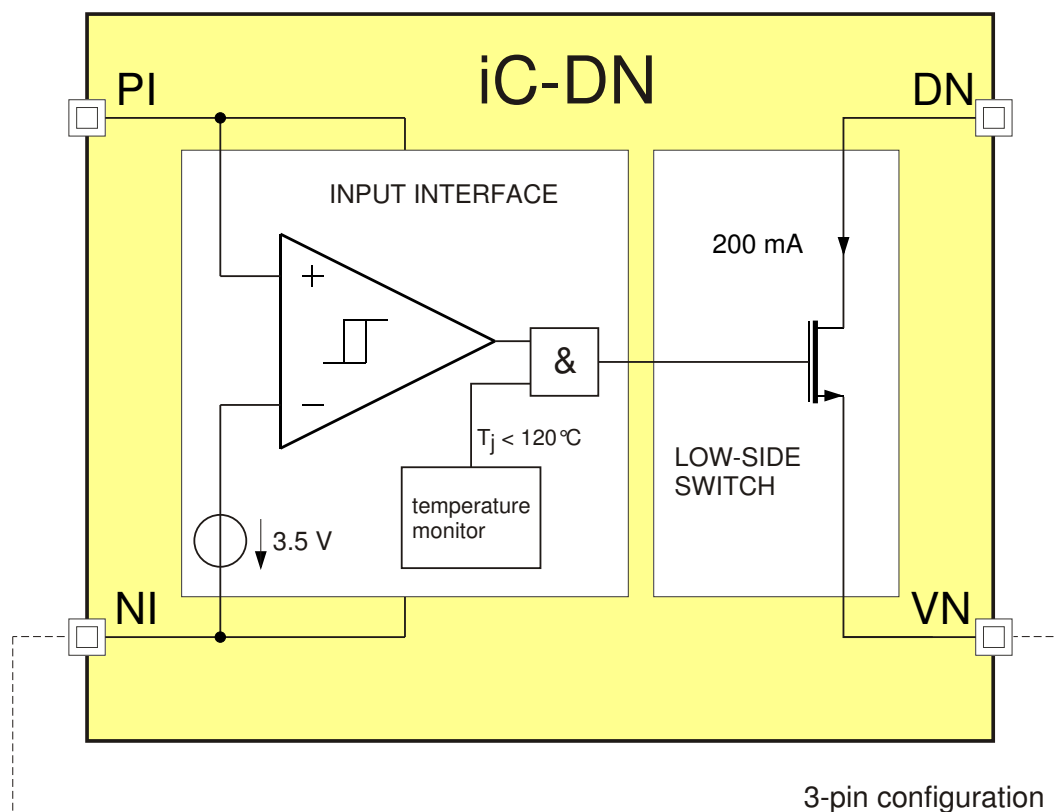 iC-DN
PI
DN
INPUT INTERFACE
200 mA
+
&
−
Tj < 120°C
LOW-SIDE
SWITCH
temperature
monitor
3.5 V
NI
VN
3-pin configuration